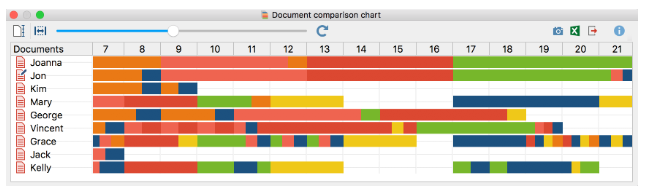 Document comparison chart
Documents 7 8 9 10 11 12 13 14 15 16 17 18 19 20 21
Joanna
Jon
Kim
Mary
George
Vincent
Grace
Jack
Kelly